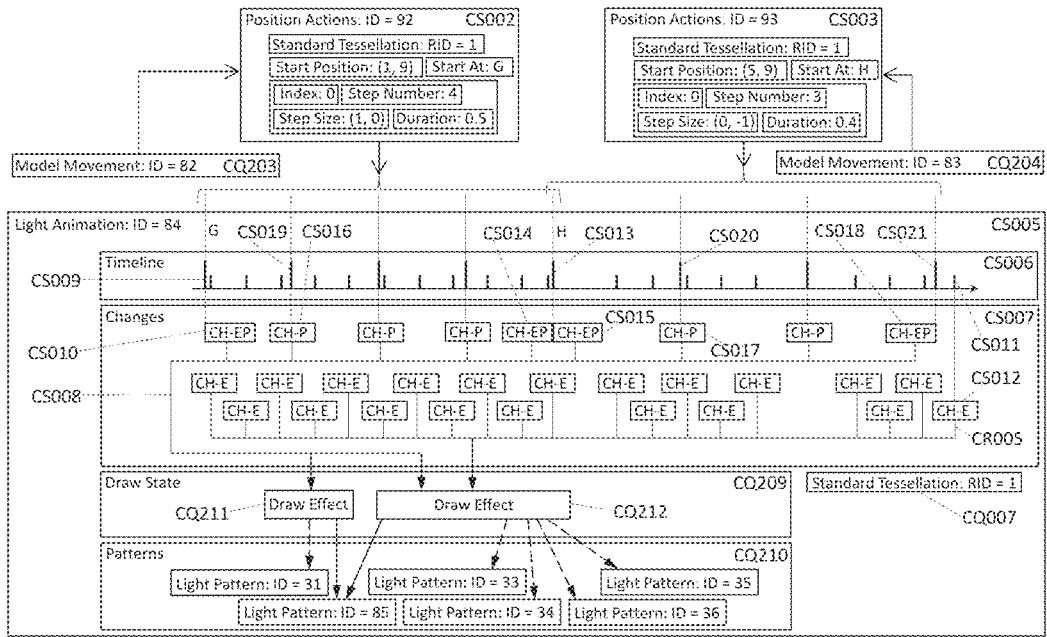 Position Actions: ID = 92 CS002
Standard Tessellation: RID = 1
Start Position: (1, 9) Start At: G
Index: 0 Step Number: 4
Step Size: (1, 0) Duration: 0.5
Position Actions: ID = 93 CS003
Standard Tessellation: RID = 1
Start Position: (5, 9) Start At: H
Index: 0 Step Number: 3
Step Size: (0, -1) Duration: 0.4
Model Movement: ID = 82 CQ203
Model Movement: ID = 83 CQ204
Light Animation: ID = 84 G CS019 CS016 CS014 H CS013 CS020 CS018 CS021 CS005
Timeline CS006
CS009
Changes CS015 CS007
CS010 CH-EP CH-P CH-P CH-P CH-EP CH-EP CH-P CH-P CH-EP
CS017 CS011
CS008 CH-E CH-E CH-E CH-E CH-E CH-E CH-E CH-E CH-E CH-E CH-E CS012
CH-E CH-E CH-E CH-E CH-E CH-E CH-E CH-E CH-E
CR005
Draw State CQ209
Standard Tessellation: RID = 1
Draw Effect Draw Effect
CQ211 CQ212 CQ007
Patterns CQ210
Light Pattern: ID = 31 Light Pattern: ID = 33 Light Pattern: ID = 35
Light Pattern: ID = 85 Light Pattern: ID = 34 Light Pattern: ID = 36